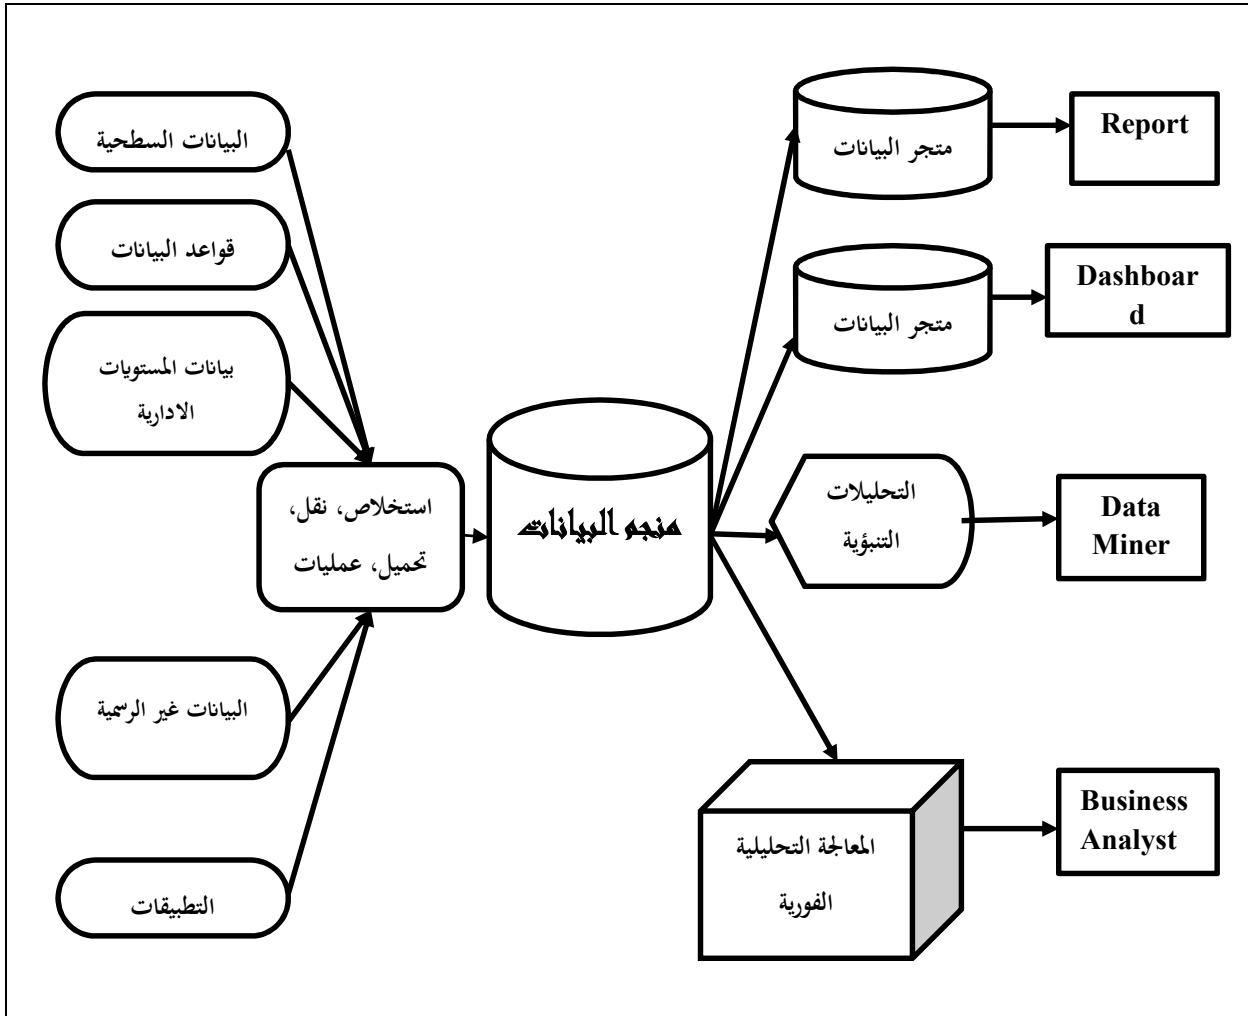 البيانات السطحية
قواعد البيانات
بيانات المستويات
الادارية
استخلاص، نقل،
تحميل، عمليات
البيانات غير الرسمية
التطبيقات
منجم البيانات
متجر البيانات
Report
متجر البيانات
Dashboar
d
التحليلات
التنبؤية
Data
Miner
المعالجة التحليلية
الفورية
Business
Analyst